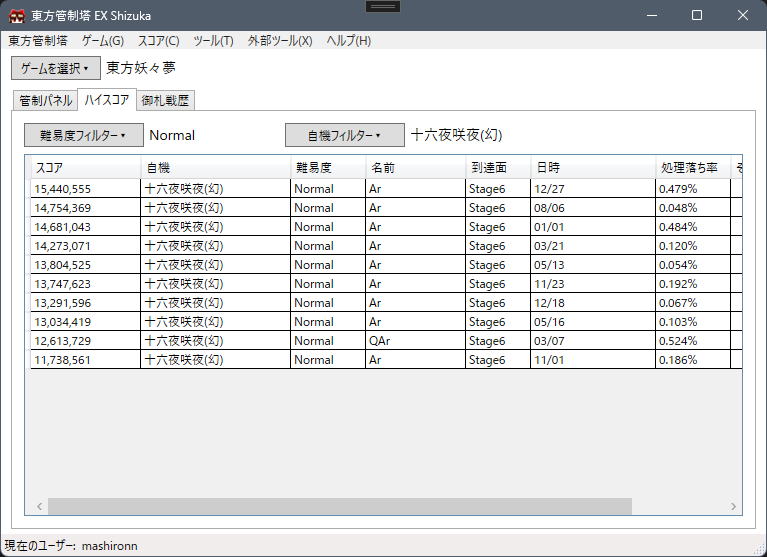 東方管制塔 EX Shizuka
東方管制塔 ゲーム(G) スコア(C) ツール(T) 外部ツール(X) ヘルプ(H)
ゲームを選択 東方妖々夢
管制パネル ハイスコア 御札戦歴
難易度フィルター Normal 自機フィルター 十六夜咲夜(幻)
スコア 自機 難易度 名前 到達面 日時 処理落ち率
15,440,555 十六夜咲夜(幻) Normal Ar Stage6 12/27 0.479%
14,754,369 十六夜咲夜(幻) Normal Ar Stage6 08/06 0.048%
14,681,043 十六夜咲夜(幻) Normal Ar Stage6 01/01 0.484%
14,273,071 十六夜咲夜(幻) Normal Ar Stage6 03/21 0.120%
13,804,525 十六夜咲夜(幻) Normal Ar Stage6 05/13 0.054%
13,747,623 十六夜咲夜(幻) Normal Ar Stage6 11/23 0.192%
13,291,596 十六夜咲夜(幻) Normal Ar Stage6 12/18 0.067%
13,034,419 十六夜咲夜(幻) Normal Ar Stage6 05/16 0.103%
12,613,729 十六夜咲夜(幻) Normal QAr Stage6 03/07 0.524%
11,738,561 十六夜咲夜(幻) Normal Ar Stage6 11/01 0.186%
現在のユーザー: mashironn